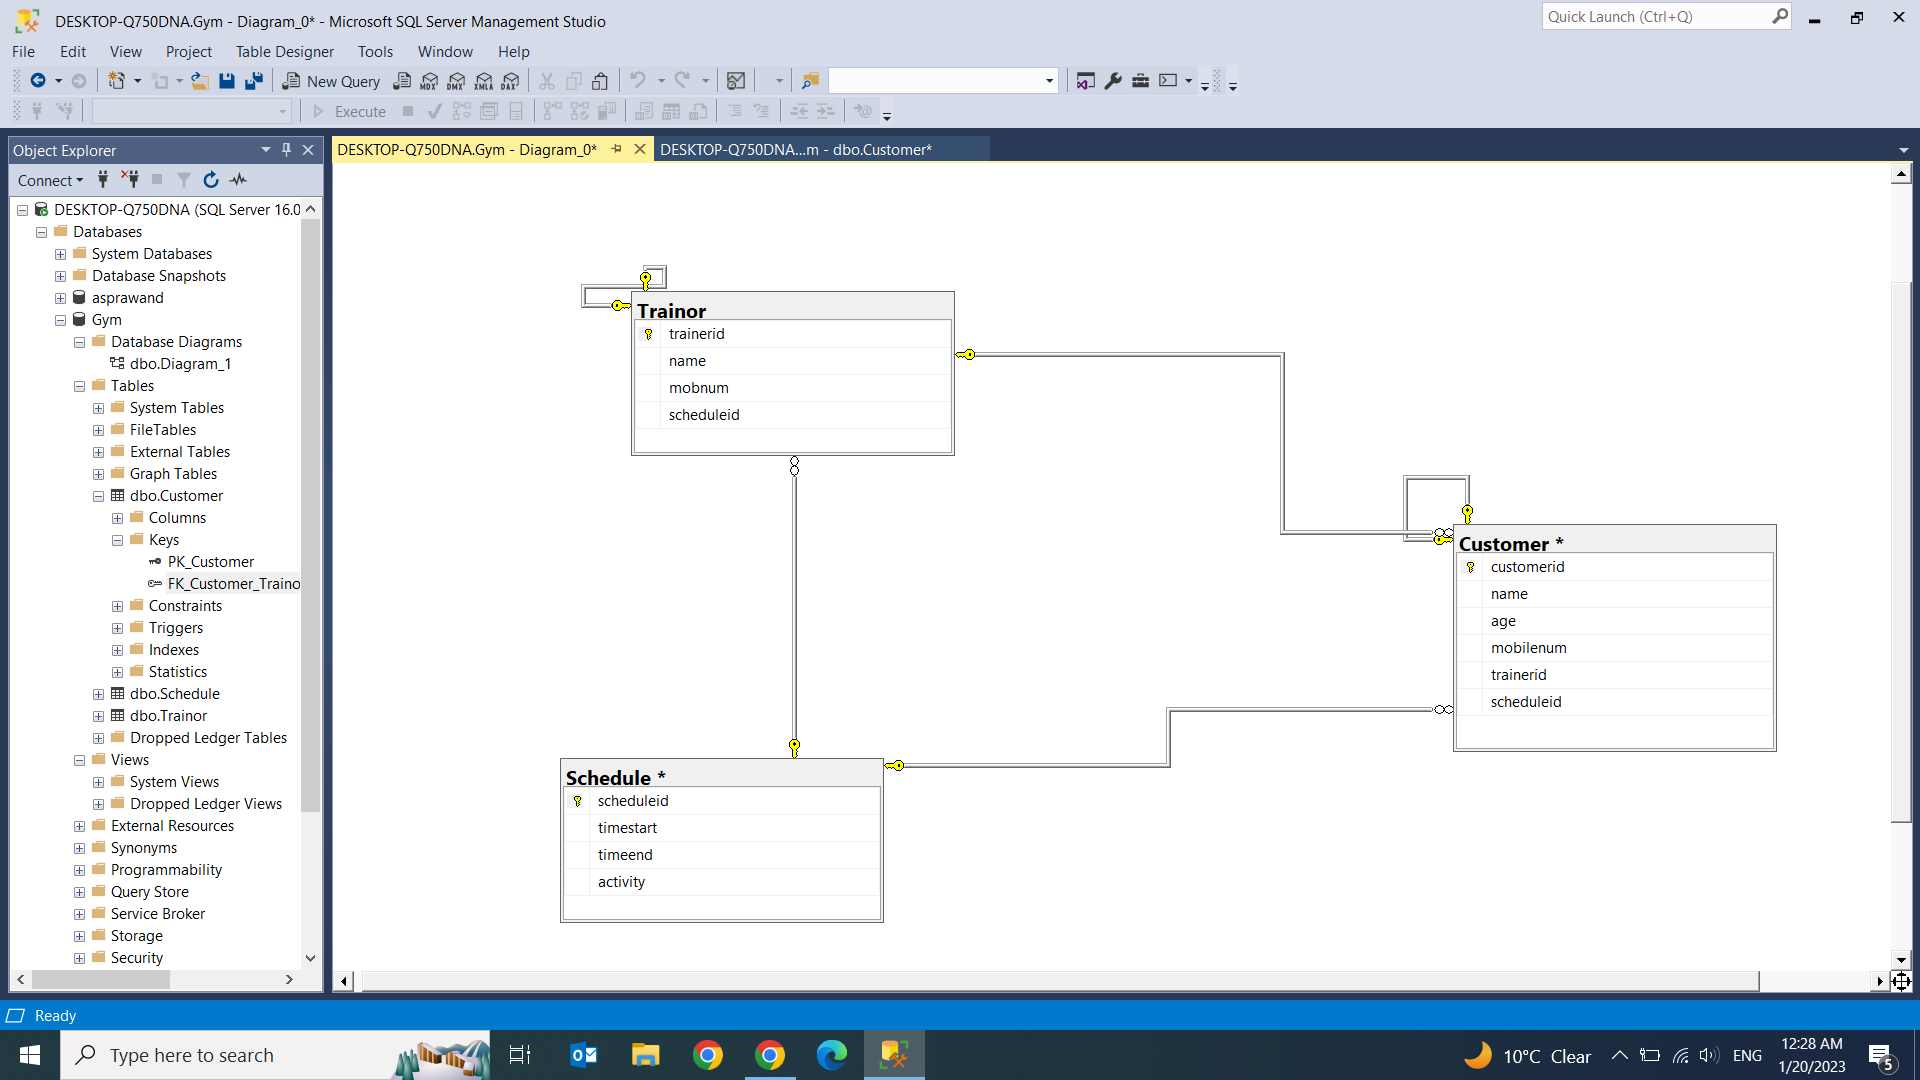 DESKTOP-Q750DNA.Gym - Diagram_0* - Microsoft SQL Server Management Studio
Quick Launch (Ctrl+Q)
File Edit View Project Table Designer Tools Window Help
New Query MDX DMX XMLA DAX
Execute
Object Explorer
DESKTOP-Q750DNA.Gym - Diagram_0*
DESKTOP-Q750DNA...m - dbo.Customer*
Connect
DESKTOP-Q750DNA (SQL Server 16.0
Databases
System Databases
Database Snapshots
asprawand
Gym
Database Diagrams
dbo.Diagram_1
Tables
System Tables
FileTables
External Tables
Graph Tables
dbo.Customer
Columns
Keys
PK_Customer
FK_Customer_Traino
Constraints
Triggers
Indexes
Statistics
dbo.Schedule
dbo.Trainor
Dropped Ledger Tables
Views
System Views
Dropped Ledger Views
External Resources
Synonyms
Programmability
Query Store
Service Broker
Storage
Security
Trainor
trainerid
name
mobnum
scheduleid
Customer *
customerid
name
age
mobilenum
trainerid
scheduleid
Schedule *
scheduleid
timestart
timeend
activity
Ready
Type here to search
10°C Clear
ENG
12:28 AM
1/20/2023
5